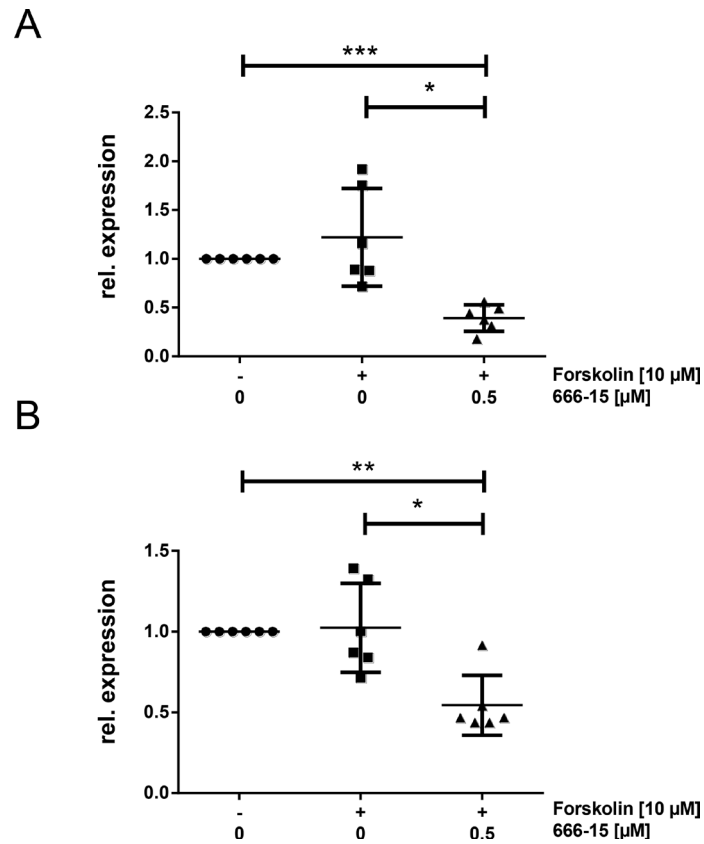 A
***
*
2.5
2.0
1.5
1.0
0.5
0.0
rel. expression
- + + Forskolin [10 µM]
0 0 0.5 666-15 [µM]
B
**
*
1.5
1.0
0.5
0.0
rel. expression
- + + Forskolin [10 µM]
0 0 0.5 666-15 [µM]